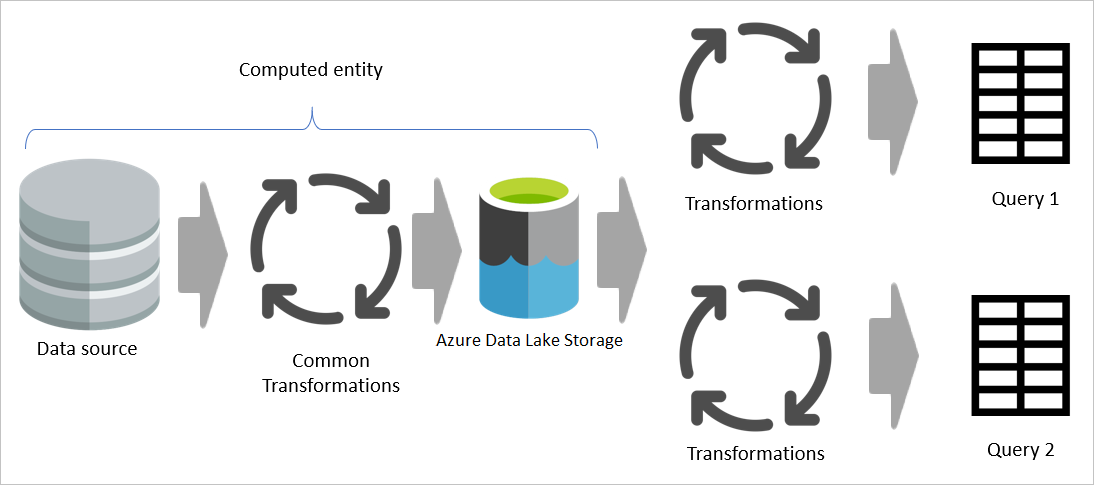 Computed entity
Data source
Common
Transformations
Azure Data Lake Storage
Transformations
Query 1
Transformations
Query 2